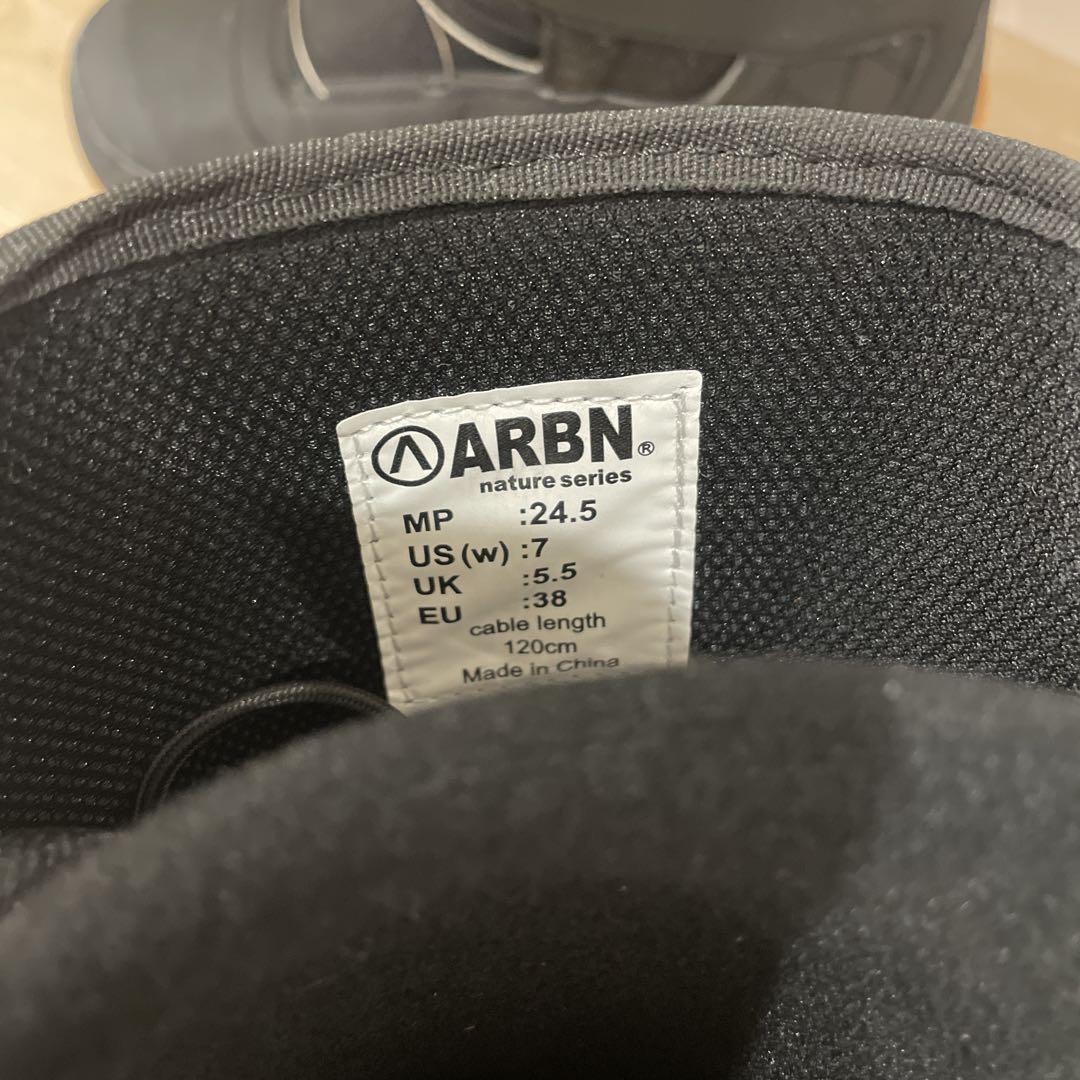 ARBN®
nature series
MP :24.5
US(w) :7
UK :5.5
EU :38
cable length
120cm
Made in China